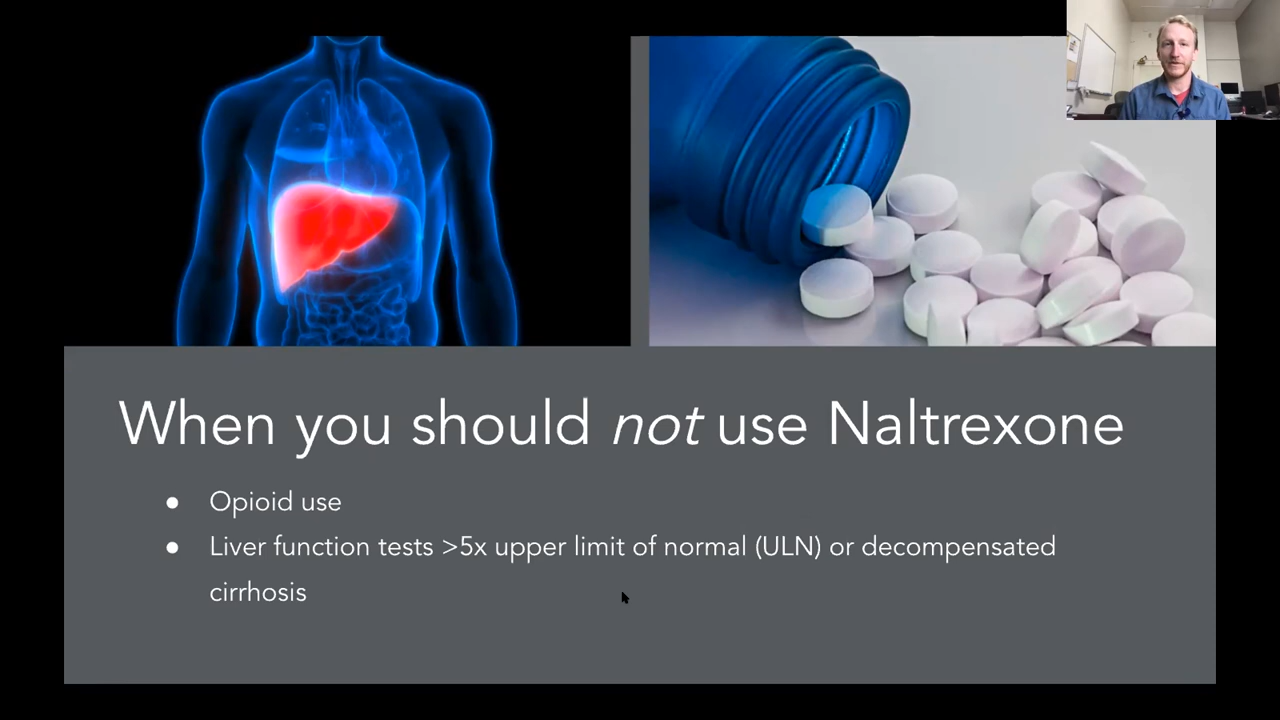 When you should not use Naltrexone
● Opioid use
● Liver function tests >5x upper limit of normal (ULN) or decompensated
cirrhosis